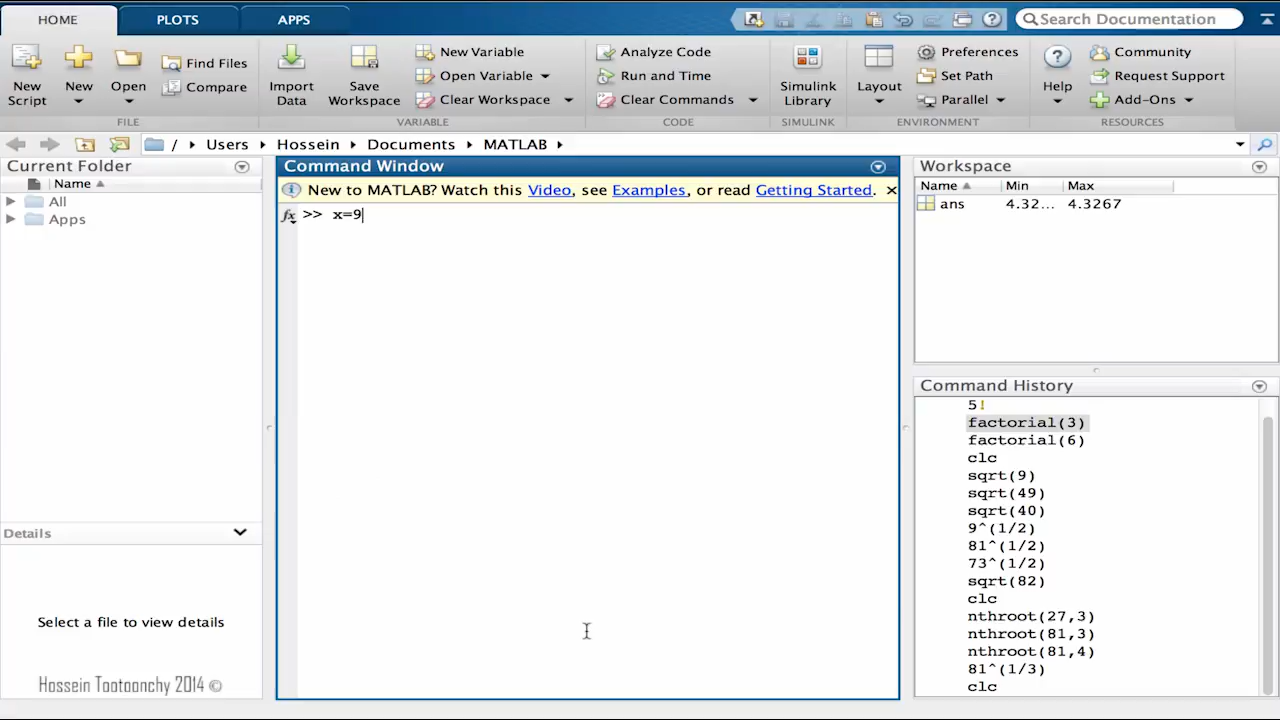 HOME PLOTS APPS Search Documentation
New Script
New
Open
Find Files
Compare
FILE
Import Data
Save Workspace
New Variable
Open Variable
Clear Workspace
VARIABLE
Analyze Code
Run and Time
Clear Commands
CODE
Simulink Library
SIMULINK
Layout
Preferences
Set Path
Parallel
ENVIRONMENT
Help
Community
Request Support
Add-Ons
RESOURCES
/ Users Hossein Documents MATLAB
Current Folder
Name
All
Apps
Details
Select a file to view details
Hossein Tootoonchy 2014 ©
Command Window
New to MATLAB? Watch this Video, see Examples, or read Getting Started.
fx >> x=9
Workspace
Name Min Max
ans 4.32... 4.3267
Command History
5!
factorial(3)
factorial(6)
clc
sqrt(9)
sqrt(49)
sqrt(40)
9^(1/2)
81^(1/2)
73^(1/2)
sqrt(82)
clc
nthroot(27,3)
nthroot(81,3)
nthroot(81,4)
81^(1/3)
clc